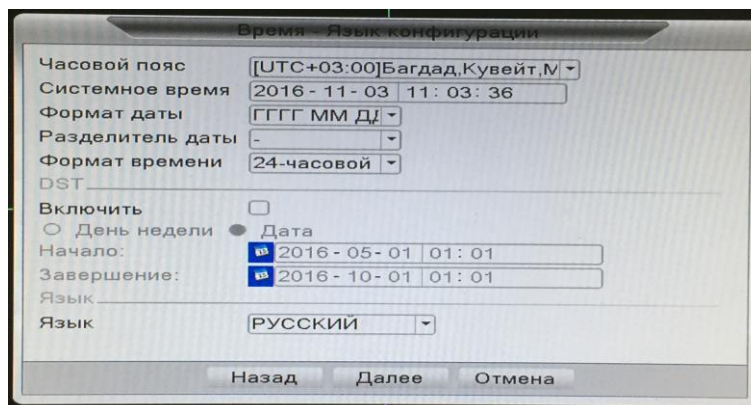 Время - Язык конфигурации
Часовой пояс [UTC+03:00]Багдад,Кувейт,М
Системное время 2016 - 11 - 03 11: 03: 36
Формат даты ГГГГ ММ ДД
Разделитель даты -
Формат времени 24-часовой
DST
Включить
День недели Дата
Начало: 2016 - 05 - 01 01: 01
Завершение: 2016 - 10 - 01 01: 01
Язык
Язык РУССКИЙ
Назад Далее Отмена